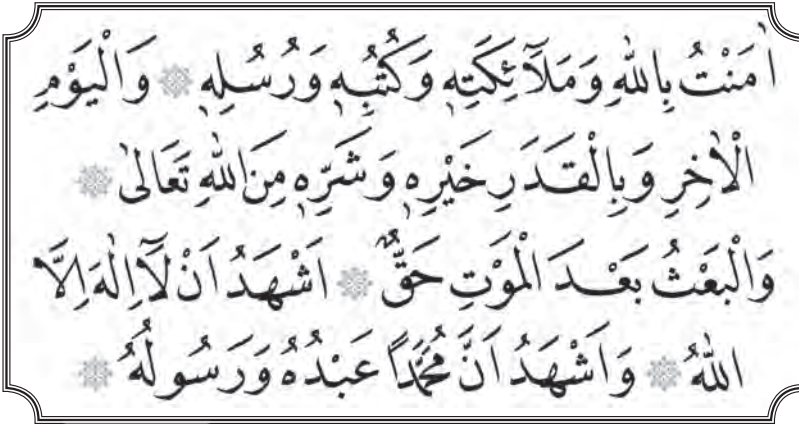 اٰمَنْتُ بِاللّٰهِ وَمَلٰٓئِكَتِهٖ وَكُتُبِهٖ وَرُسُلِهٖ ۞ وَالْيَوْمِ
الْاٰخِرِ وَبِالْقَدَرِ خَيْرِهٖ وَشَرِّهٖ مِنَ اللّٰهِ تَعَالٰى ۞
وَالْبَعْثُ بَعْدَ الْمَوْتِ حَقٌّ ۞ اَشْهَدُ اَنْ لَٓا اِلٰهَ اِلَّا
اللّٰهُ ۞ وَاَشْهَدُ اَنَّ مُحَمَّدًا عَبْدُهُ وَرَسُولُهُ ۞